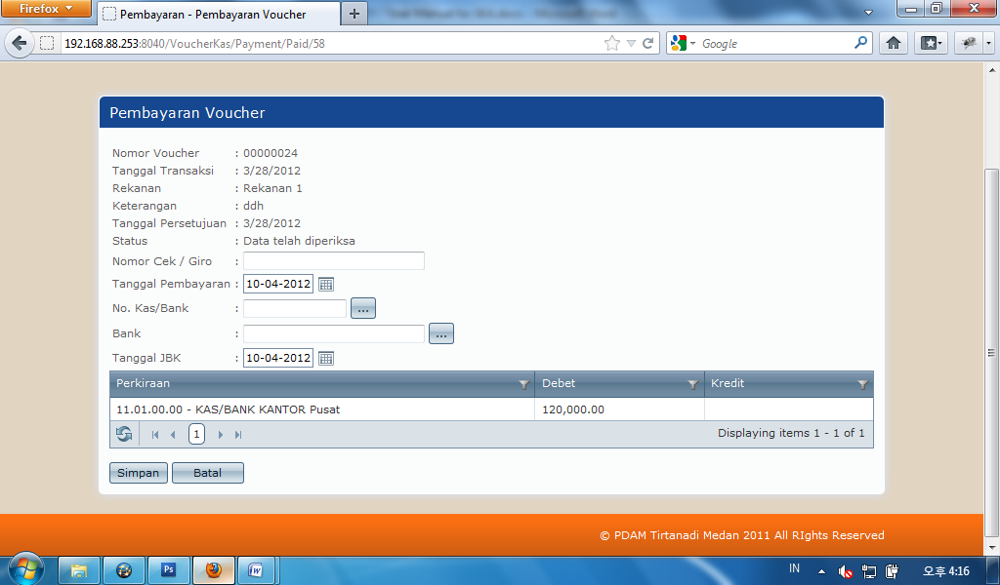 Firefox
Pembayaran - Pembayaran Voucher
192.168.88.253:8040/VoucherKas/Payment/Paid/58
Google
Pembayaran Voucher
Nomor Voucher : 00000024
Tanggal Transaksi : 3/28/2012
Rekanan : Rekanan 1
Keterangan : ddh
Tanggal Persetujuan : 3/28/2012
Status : Data telah diperiksa
Nomor Cek / Giro :
Tanggal Pembayaran : 10-04-2012
No. Kas/Bank : ...
Bank : ...
Tanggal JBK : 10-04-2012
Perkiraan Debet Kredit
11.01.00.00 - KAS/BANK KANTOR Pusat 120,000.00
1 Displaying items 1 - 1 of 1
Simpan Batal
© PDAM Tirtanadi Medan 2011 All RIghts Reserved
Ps W IN 오후 4:16